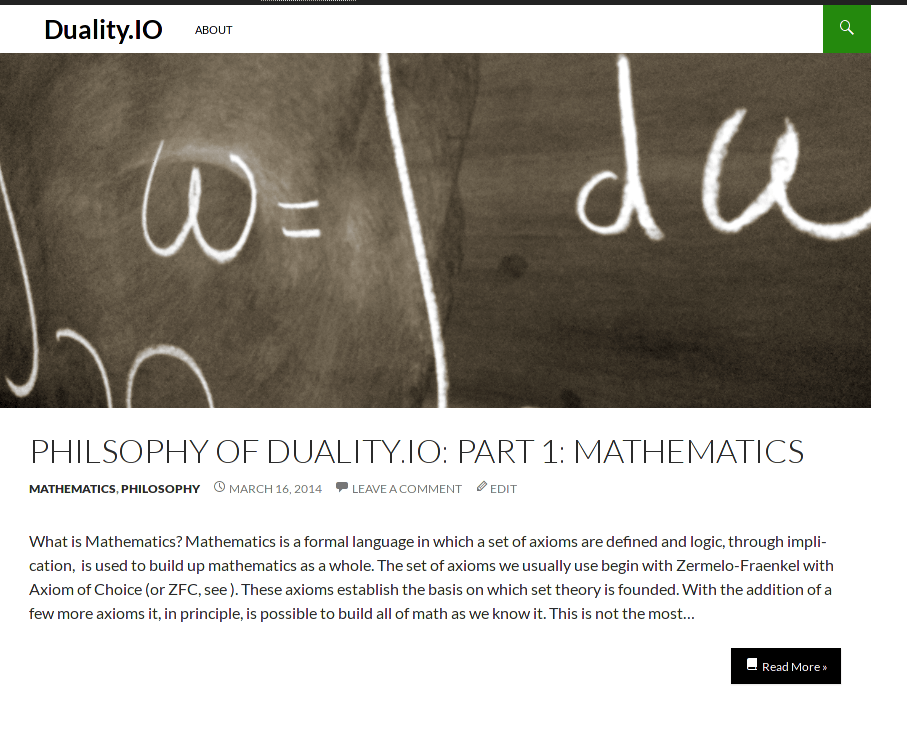 Duality.IO ABOUT
ω = ∫ du
PHILSOPHY OF DUALITY.IO: PART 1: MATHEMATICS
MATHEMATICS, PHILOSOPHY MARCH 16, 2014 LEAVE A COMMENT EDIT
What is Mathematics? Mathematics is a formal language in which a set of axioms are defined and logic, through impli-
cation,  is used to build up mathematics as a whole. The set of axioms we usually use begin with Zermelo-Fraenkel with
Axiom of Choice (or ZFC, see ). These axioms establish the basis on which set theory is founded. With the addition of a
few more axioms it, in principle, is possible to build all of math as we know it. This is not the most…
Read More »